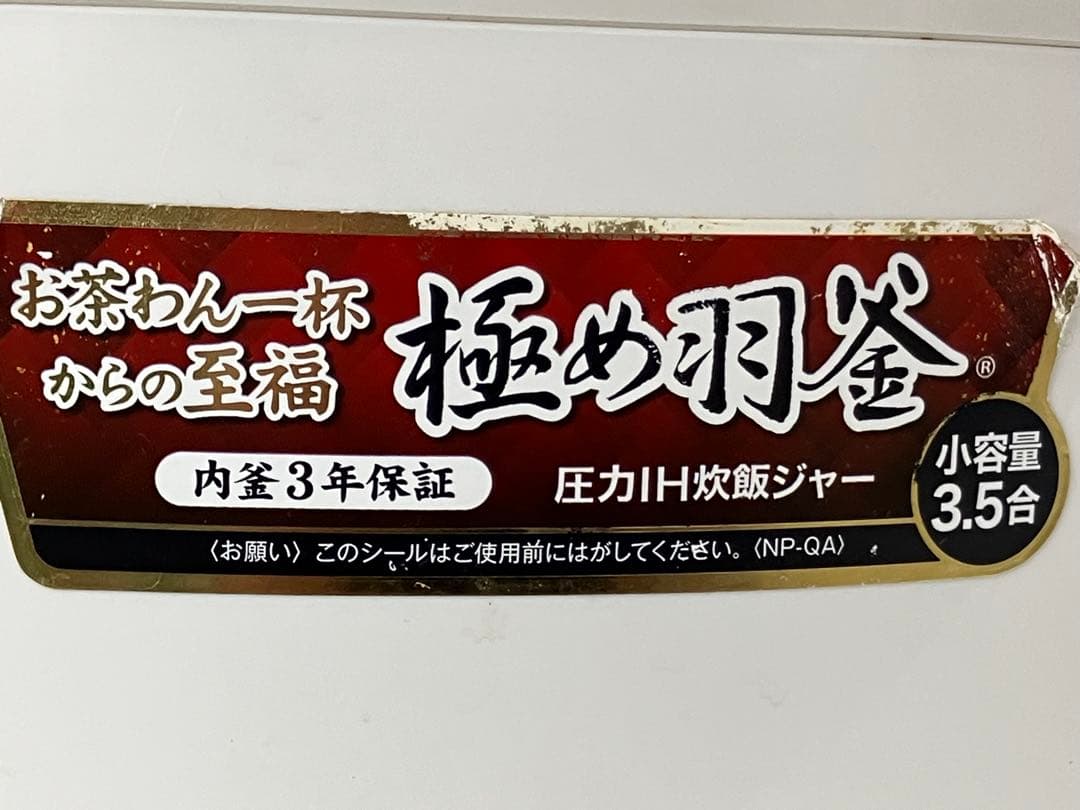 お茶わん一杯
からの至福
極め羽釜®
内釜3年保証
圧力IH炊飯ジャー
小容量
3.5合
〈お願い〉このシールはご使用前にはがしてください。〈NP-QA〉